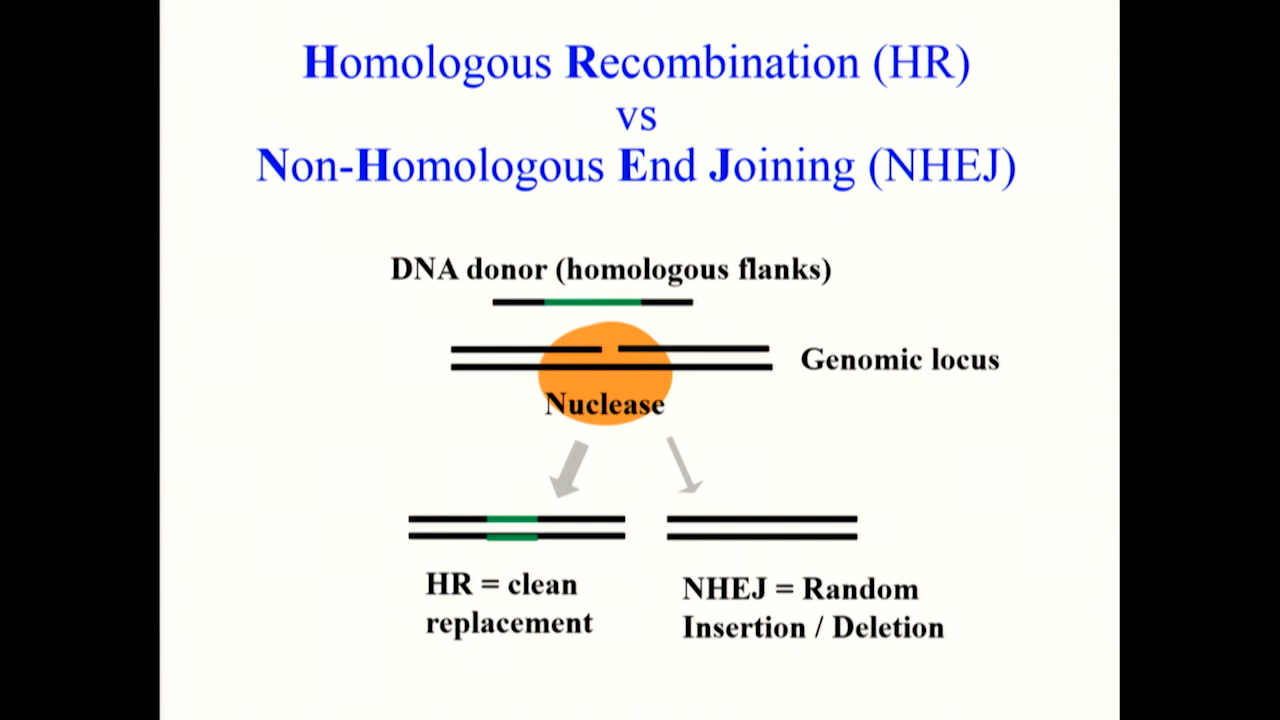 Homologous Recombination (HR)
vs
Non-Homologous End Joining (NHEJ)
DNA donor (homologous flanks)
Genomic locus
Nuclease
HR = clean
replacement
NHEJ = Random
Insertion / Deletion